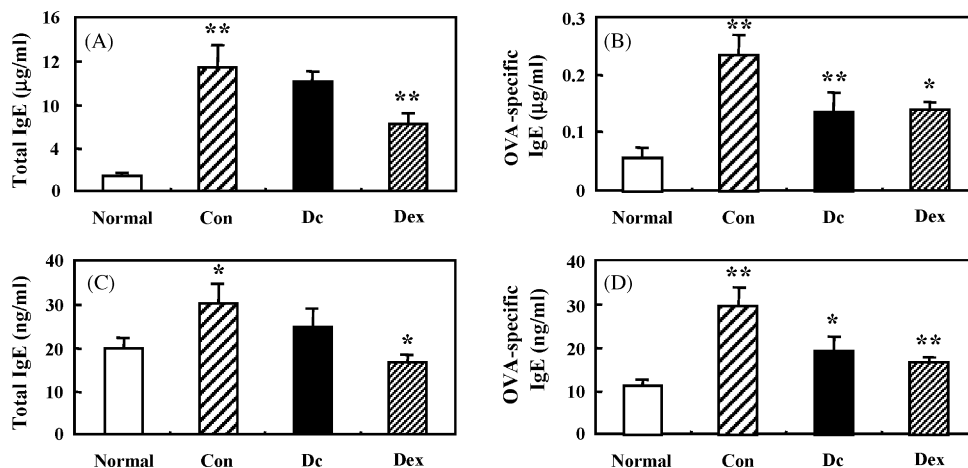 Total IgE (μg/ml)
16
12
10
4
0
(A)
**
**
Normal Con Dc Dex
OVA-specific
IgE (μg/ml)
0.3
0.2
0.1
0
(B)
**
**
*
Normal Con Dc Dex
Total IgE (ng/ml)
40
30
20
10
0
(C)
*
*
Normal Con Dc Dex
OVA-specific
IgE (ng/ml)
40
30
20
10
0
(D)
**
*
**
Normal Con Dc Dex